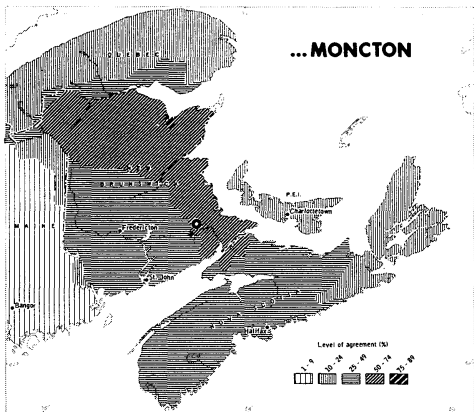 ...MONCTON
QUEBEC
NEW
BRUNSWICK
P.E.I.
Charlottetown
MAINE
Fredericton
St. John
Bangor
NOVA SCOTIA
Halifax
Level of agreement (%)
1 - 9
10 - 24
25 - 49
50 - 74
75 - 89